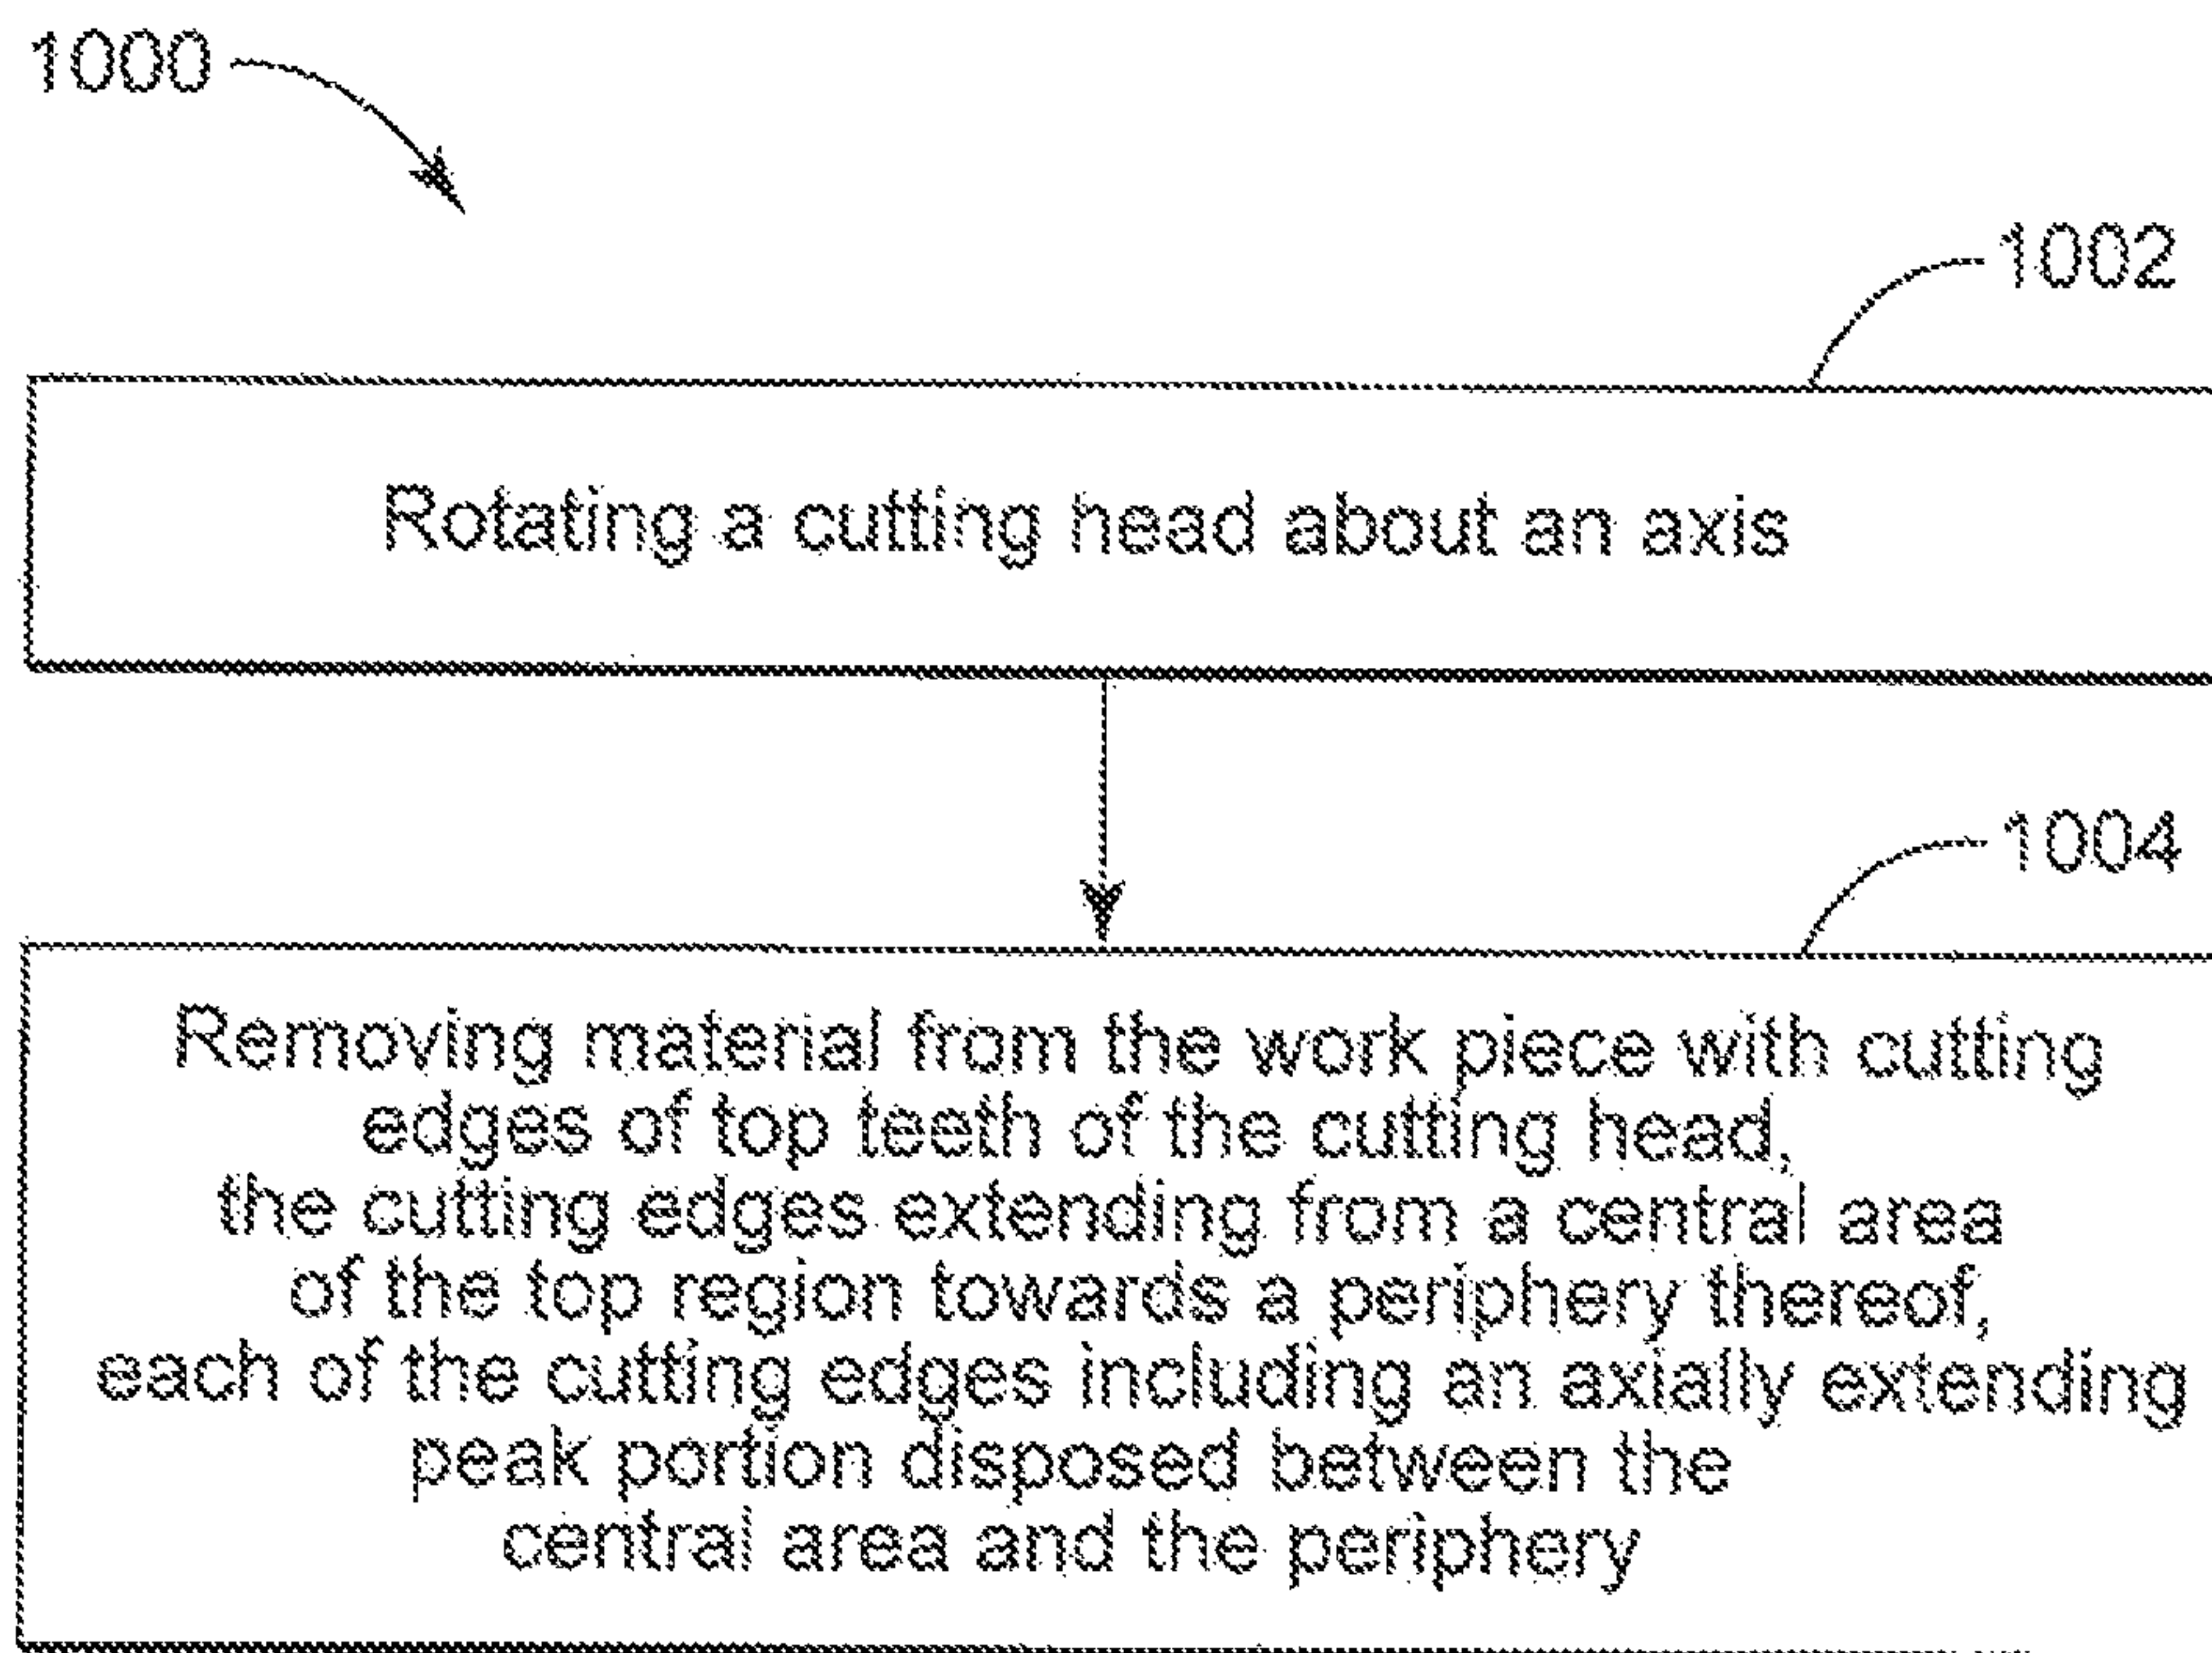 1000
1002
Rotating a cutting head about an axis
1004
Removing material from the work piece with cutting
edges of top teeth of the cutting head,
the cutting edges extending from a central area
of the top region towards a periphery thereof,
each of the cutting edges including an axially extending
peak portion disposed between the
central area and the periphery